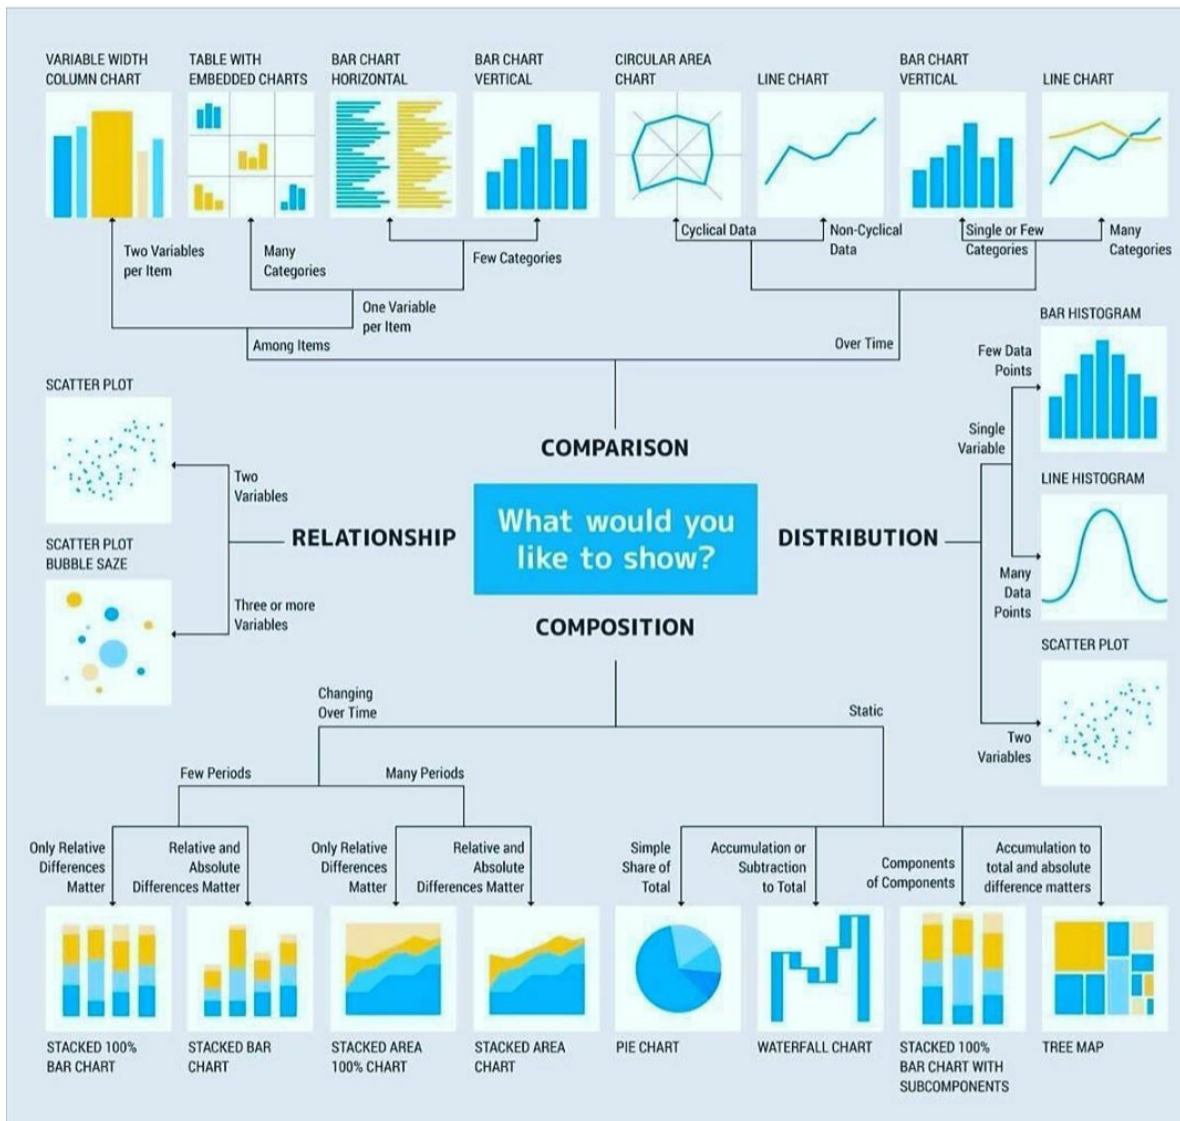 VARIABLE WIDTH
COLUMN CHART
TABLE WITH
EMBEDDED CHARTS
BAR CHART
HORIZONTAL
BAR CHART
VERTICAL
CIRCULAR AREA
CHART
LINE CHART
BAR CHART
VERTICAL
LINE CHART
Two Variables
per Item
Many
Categories
Few Categories
Cyclical Data
Non-Cyclical
Data
Single or Few
Categories
Many
Categories
One Variable
per Item
Among Items
Over Time
COMPARISON
What would you
like to show?
RELATIONSHIP
SCATTER PLOT
Two
Variables
SCATTER PLOT
BUBBLE SAZE
Three or more
Variables
DISTRIBUTION
BAR HISTOGRAM
Few Data
Points
Single
Variable
LINE HISTOGRAM
Many
Data
Points
SCATTER PLOT
Two
Variables
COMPOSITION
Changing
Over Time
Static
Few Periods
Many Periods
Only Relative
Differences
Matter
Relative and
Absolute
Differences Matter
Only Relative
Differences
Matter
Relative and
Absolute
Differences Matter
Simple
Share of
Total
Accumulation or
Subtraction
to Total
Components
of Components
Accumulation to
total and absolute
difference matters
STACKED 100%
BAR CHART
STACKED BAR
CHART
STACKED AREA
100% CHART
STACKED AREA
CHART
PIE CHART
WATERFALL CHART
STACKED 100%
BAR CHART WITH
SUBCOMPONENTS
TREE MAP